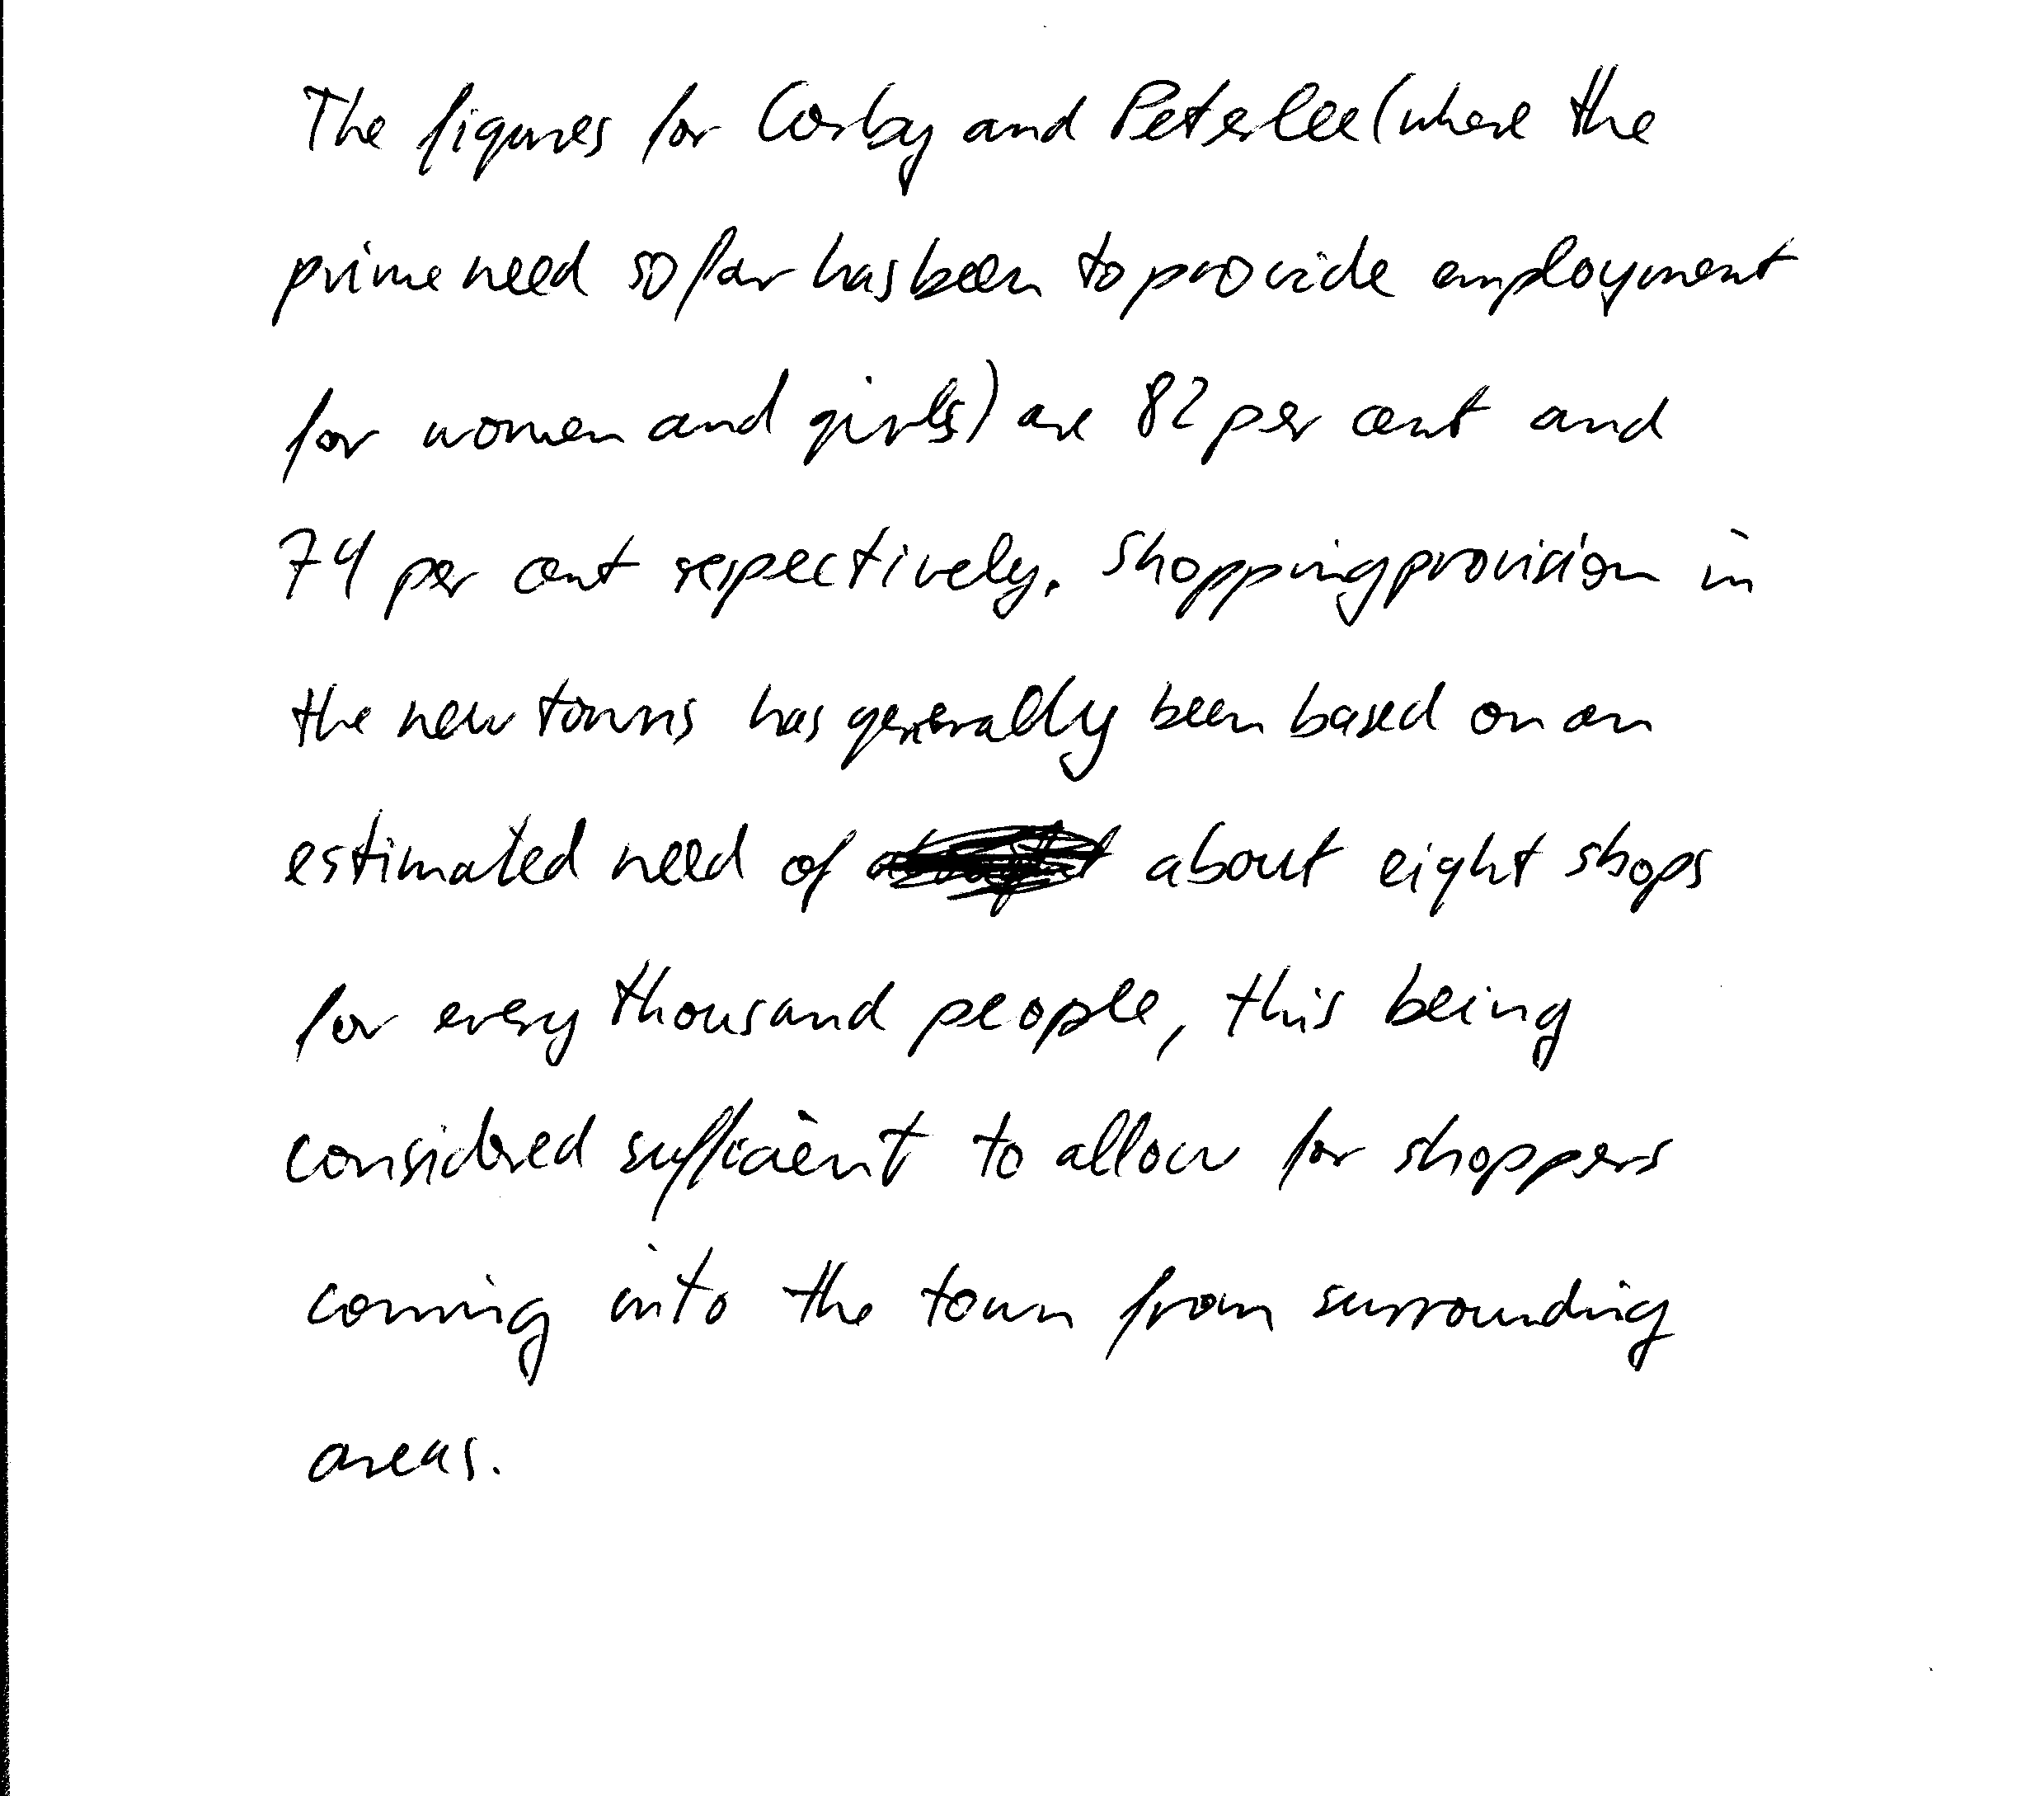 The figures for Corby and Peterlee (where the
prime need so far has been to provide employment
for women and girls) are 82 per cent and
74 per cent respectively. Shopping provision in
the new towns has generally been based on an
estimated need of about eight shops
for every thousand people, this being
considered sufficient to allow for shoppers
coming into the town from surrounding
areas.